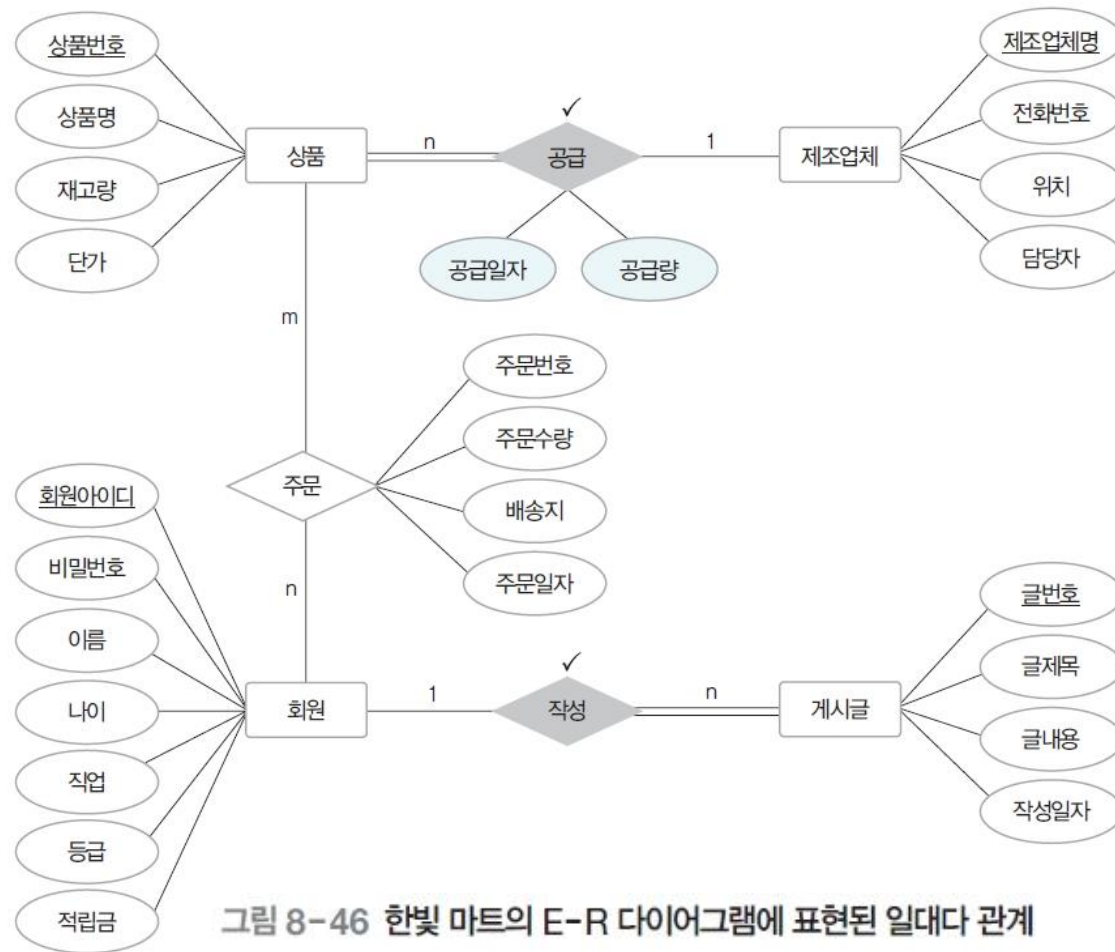 상품번호
상품명
재고량
단가
상품
n
✓
공급
1
제조업체
제조업체명
전화번호
위치
담당자
공급일자
공급량
m
주문
주문번호
주문수량
배송지
주문일자
n
회원아이디
비밀번호
이름
나이
직업
등급
적립금
회원
1
✓
작성
n
게시글
글번호
글제목
글내용
작성일자
그림 8-46 한빛 마트의 E-R 다이어그램에 표현된 일대다 관계